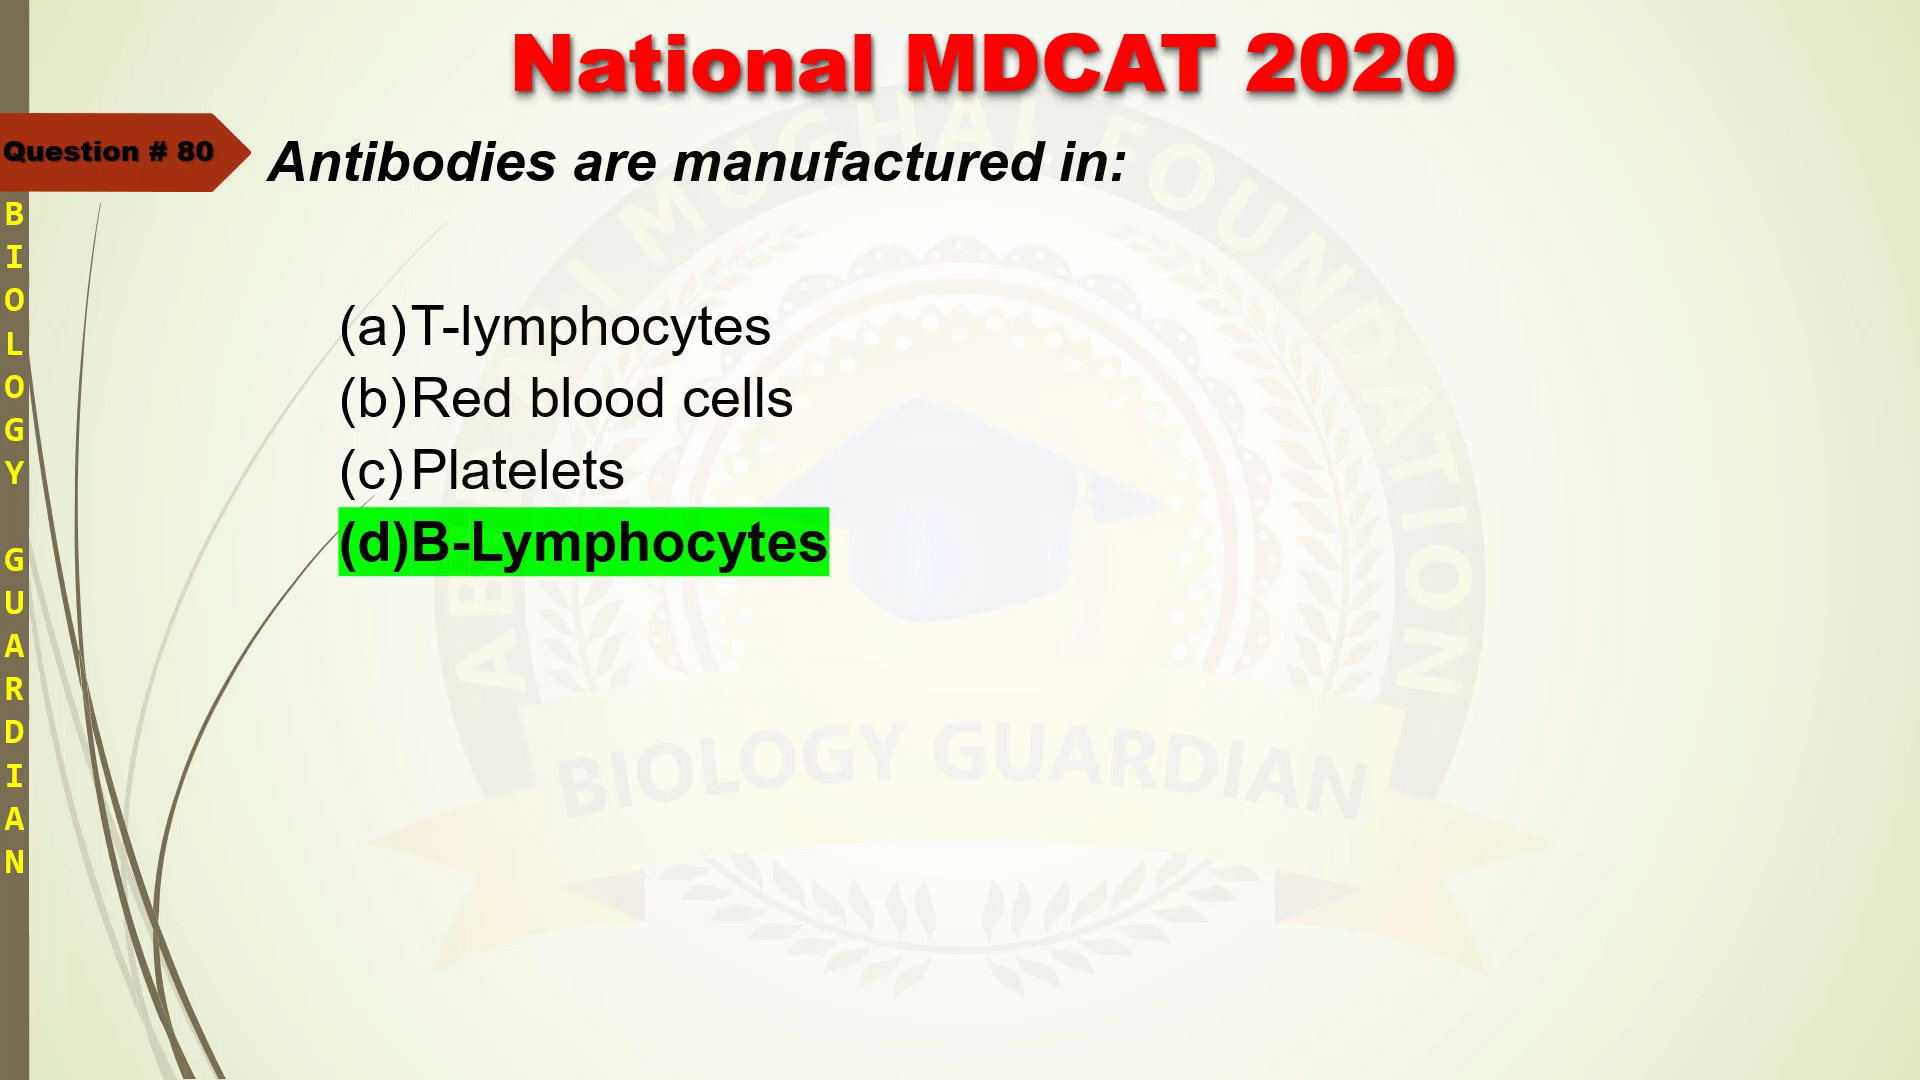 National MDCAT 2020
Question # 80
Antibodies are manufactured in:
(a) T-lymphocytes
(b) Red blood cells
(c) Platelets
(d) B-Lymphocytes
BIOLOGY GUARDIAN
BIOLOGY GUARDIAN